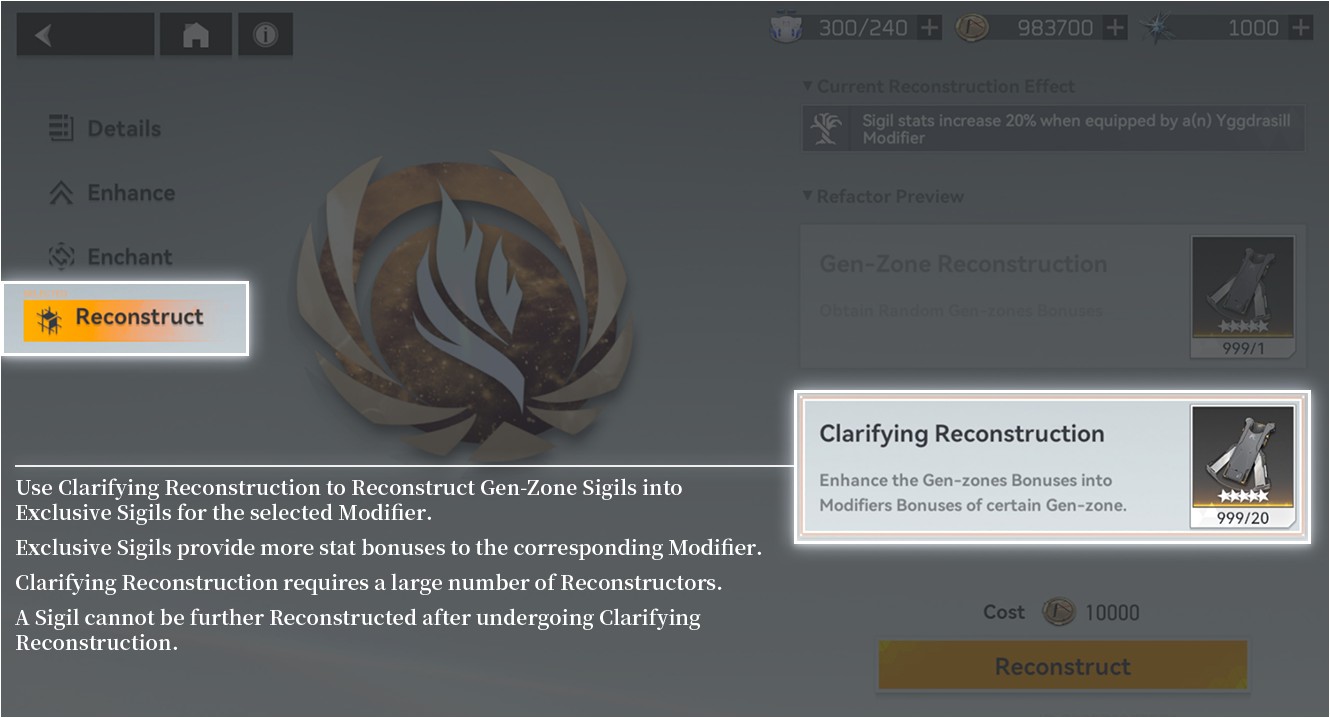 300/240
983700
1000
Details
Enhance
Enchant
Reconstruct
Current Reconstruction Effect
Sigil stats increase 20% when equipped by a(n) Yggdrasill
Modifier
Refactor Preview
Gen-Zone Reconstruction
Obtain Random Gen-zones Bonuses
999/1
Clarifying Reconstruction
Enhance the Gen-zones Bonuses into
Modifiers Bonuses of certain Gen-zone.
999/20
Use Clarifying Reconstruction to Reconstruct Gen-Zone Sigils into
Exclusive Sigils for the selected Modifier.
Exclusive Sigils provide more stat bonuses to the corresponding Modifier.
Clarifying Reconstruction requires a large number of Reconstructors.
A Sigil cannot be further Reconstructed after undergoing Clarifying
Reconstruction.
Cost 10000
Reconstruct